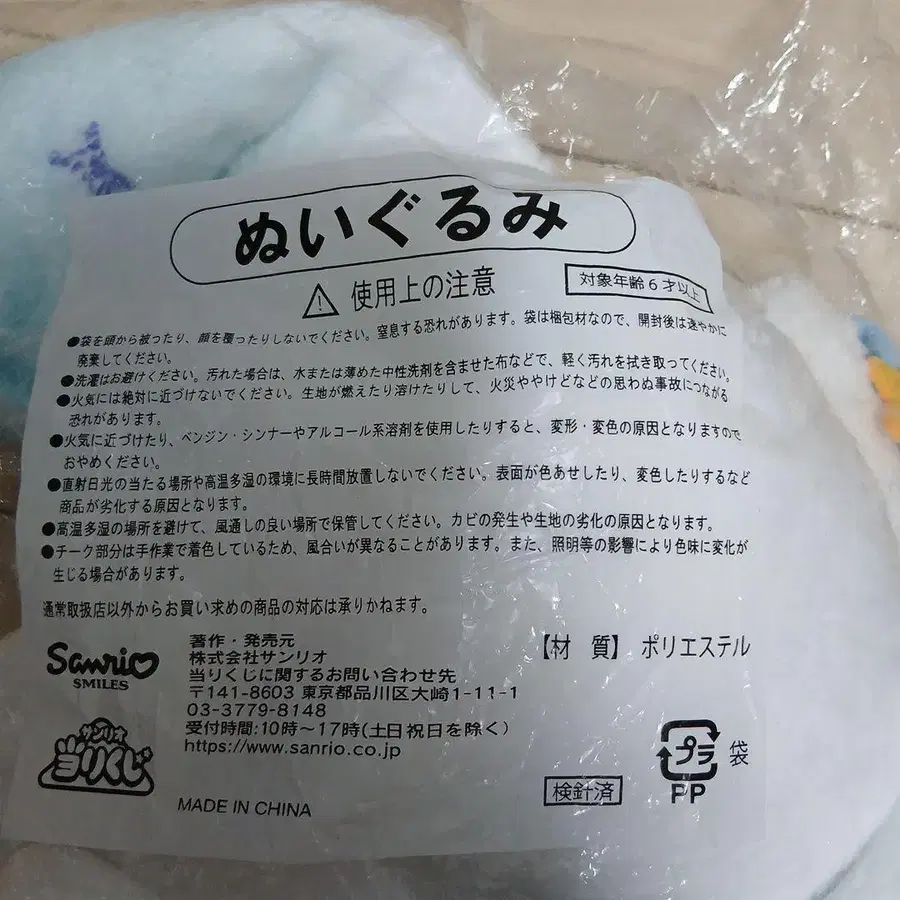 ぬいぐるみ
⚠ 使用上の注意
対象年齢6才以上
●袋を頭から被ったり、顔を覆ったりしないでください。窒息する恐れがあります。袋は梱包材なので、開封後は速やかに
廃棄してください。
●洗濯はお避けください。汚れた場合は、水または薄めた中性洗剤を含ませた布などで、軽く汚れを拭き取ってください。
●火気には絶対に近づけないでください。生地が燃えたり溶けたりして、火災ややけどなどの思わぬ事故につながる
恐れがあります。
●火気に近づけたり、ベンジン・シンナーやアルコール系溶剤を使用したりすると、変形・変色の原因となりますので
おやめください。
●直射日光の当たる場所や高温多湿の環境に長時間放置しないでください。表面が色あせしたり、変色したりするなど
商品が劣化する原因となります。
●高温多湿の場所を避けて、風通しの良い場所で保管してください。カビの発生や生地の劣化の原因となります。
●チーク部分は手作業で着色しているため、風合いが異なることがあります。また、照明等の影響により色味に変化が
生じる場合があります。
通常取扱店以外からお買い求めの商品の対応は承りかねます。
Sanrio
SMILES
サンリオ
当りくじ
著作・発売元
株式会社サンリオ
当りくじに関するお問い合わせ先
〒141-8603 東京都品川区大崎1-11-1
03-3779-8148
受付時間:10時〜17時(土日祝日を除く)
https://www.sanrio.co.jp
MADE IN CHINA
【材 質】 ポリエステル
プラ 袋
PP
検針済